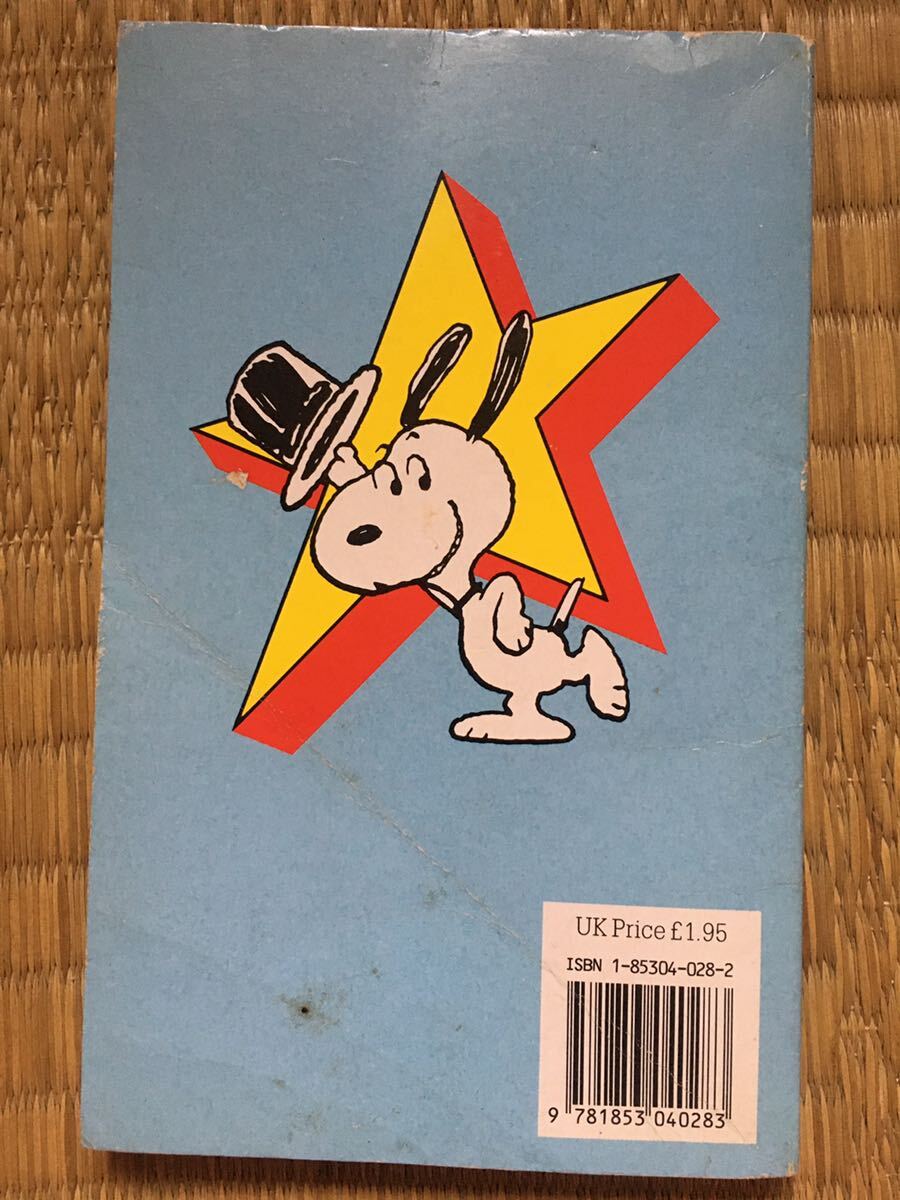 UK Price £1.95
ISBN 1-85304-028-2
9 781853 040283